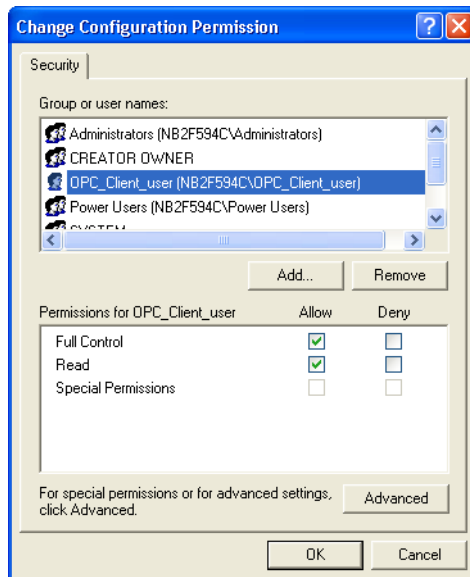 Change Configuration Permission
Security
Group or user names:
Administrators (NB2F594C\Administrators)
CREATOR OWNER
OPC_Client_user (NB2F594C\OPC_Client_user)
Power Users (NB2F594C\Power Users)
SYSTEM
Add... Remove
Permissions for OPC_Client_user Allow Deny
Full Control
Read
Special Permissions
For special permissions or for advanced settings, Advanced
click Advanced.
OK Cancel